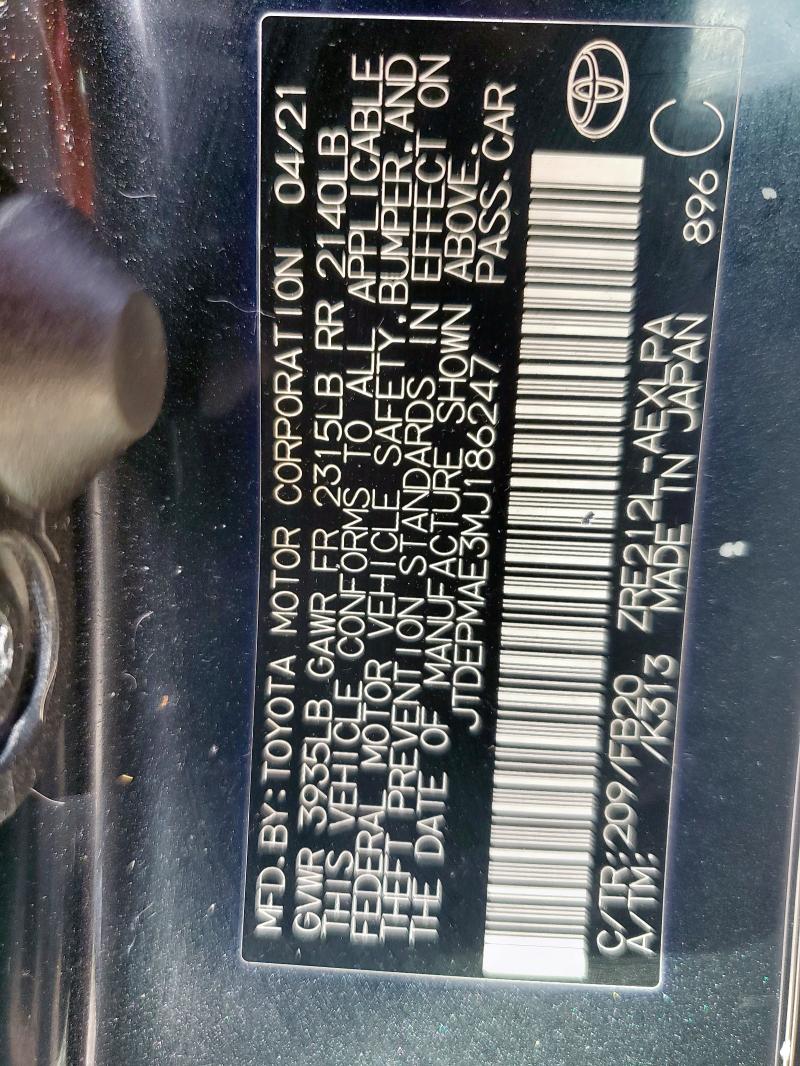 MFD.BY:TOYOTA MOTOR CORPORATION 04/21
GVWR 3935LB GAWR FR 2315LB RR 2140LB
THIS VEHICLE CONFORMS TO ALL APPLICABLE
FEDERAL MOTOR VEHICLE SAFETY.BUMPER.AND
THEFT PREVENTION STANDARDS IN EFFECT ON
THE DATE OF MANUFACTURE SHOWN ABOVE.
JTDEPMAE3MJ186247 PASS.CAR
C/TR:209/FB20 ZRE212L-AEXLPA 896 C
A/TM: /K313 MADE IN JAPAN